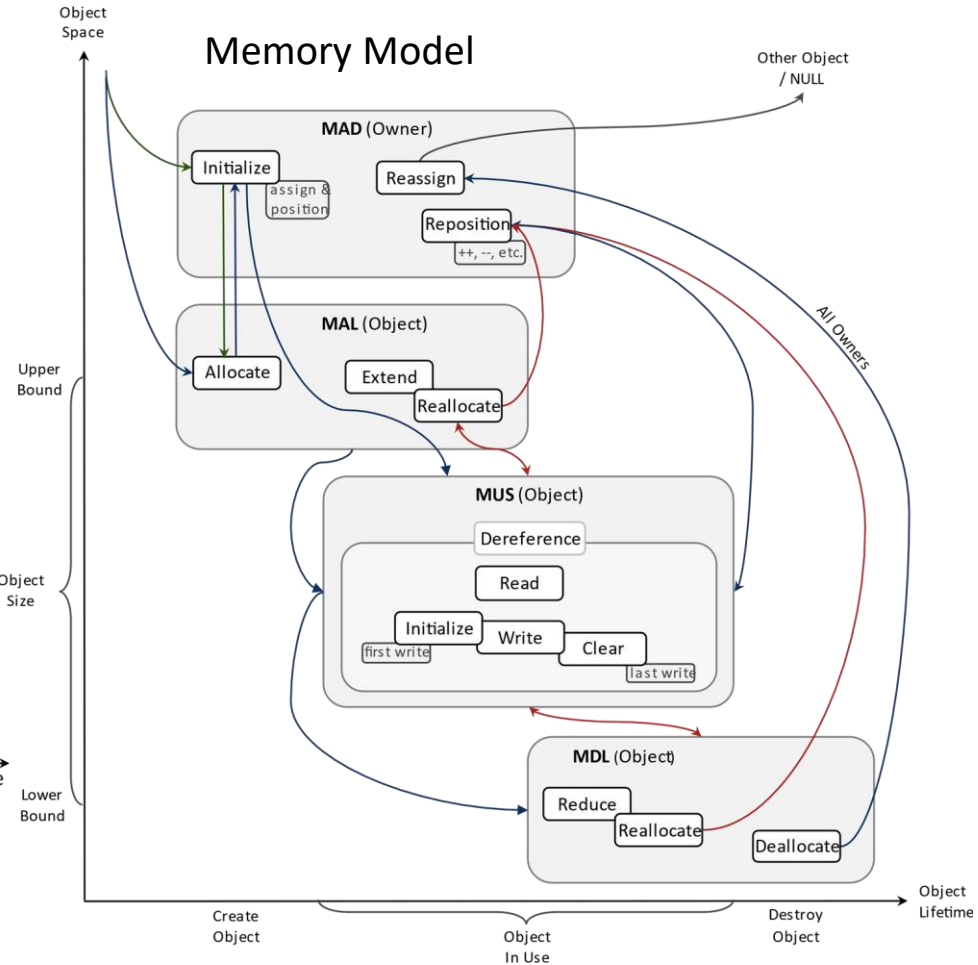 Object
Space
Memory Model
Other Object
/ NULL
MAD (Owner)
Initialize
assign &
position
Reassign
Reposition
++, --, etc.
All Owners
MAL (Object)
Allocate
Extend
Reallocate
Upper
Bound
MUS (Object)
Dereference
Read
Initialize
first write
Write
Clear
last write
Object
Size
MDL (Object)
Reduce
Reallocate
Deallocate
e
Lower
Bound
Object
Lifetime
Create
Object
Object
In Use
Destroy
Object